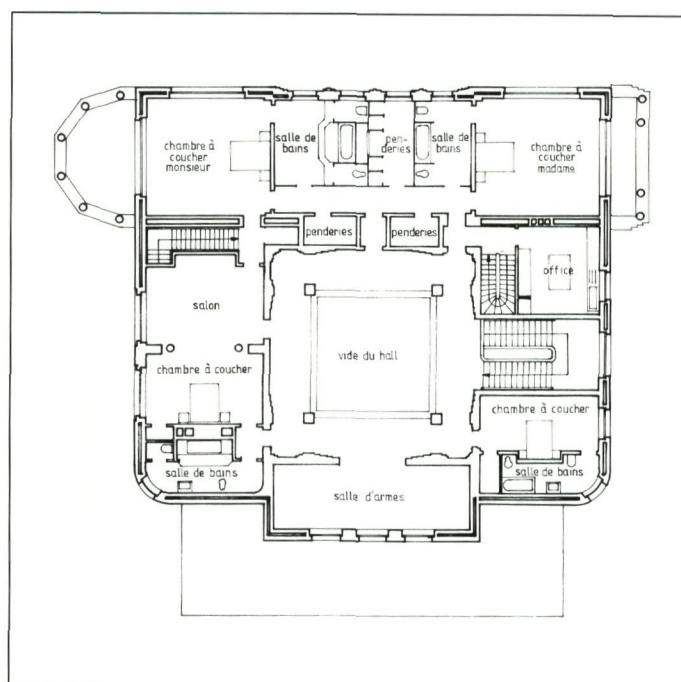 chambre à
coucher
monsieur
salle de
bains
pen-
deries
salle de
bains
chambre à
coucher
madame
penderies
penderies
office
salon
vide du hall
chambre à coucher
chambre à coucher
salle de bains
salle de bains
salle d'armes